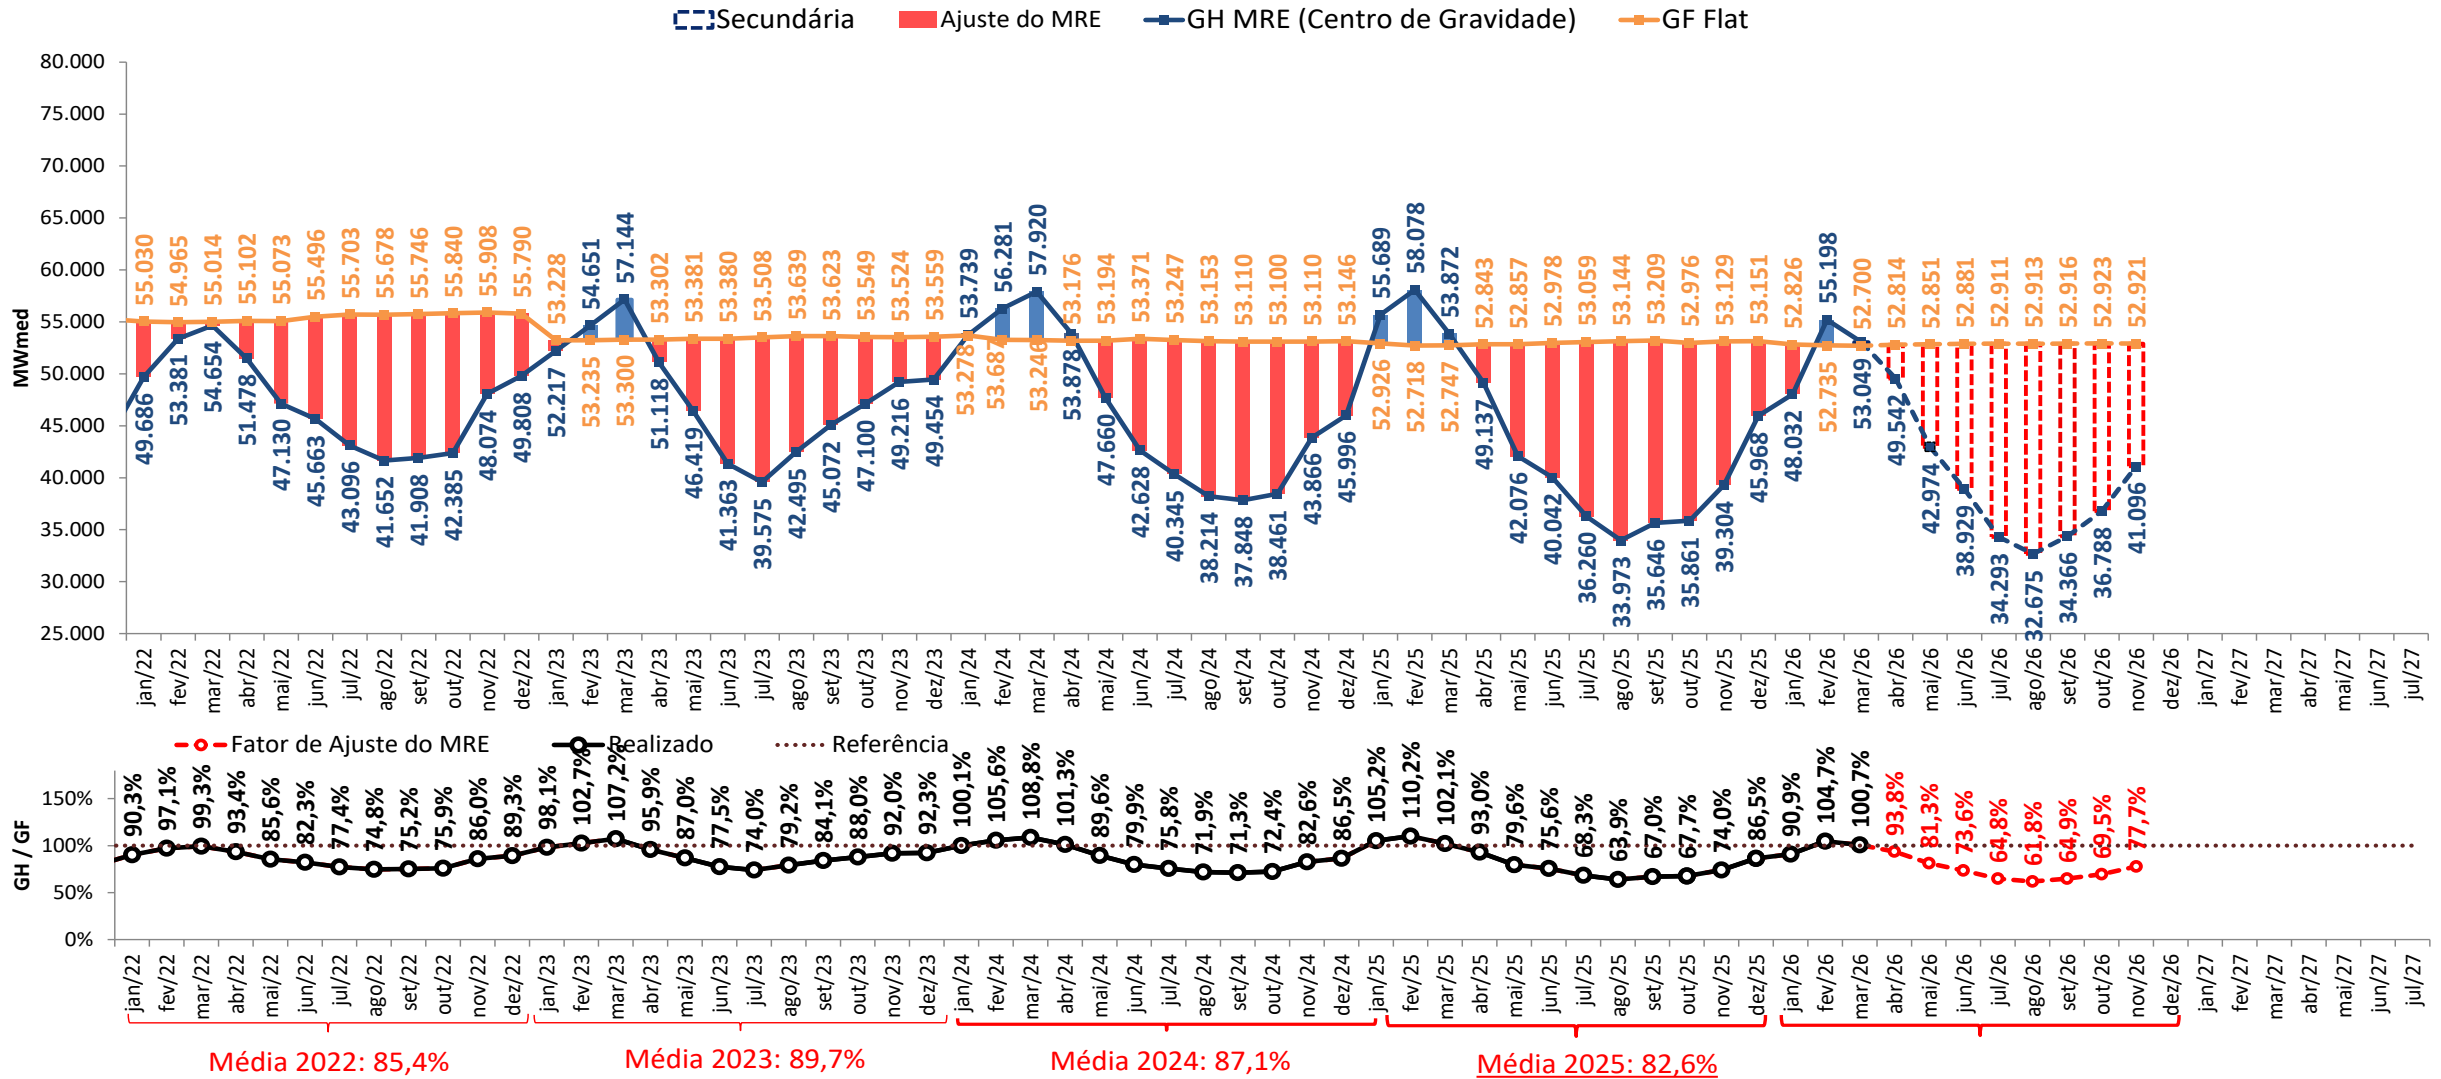 Secundária Ajuste do MRE GH MRE (Centro de Gravidade) GF Flat
MWmed
80.000
75.000
70.000
65.000
60.000
55.000
50.000
45.000
40.000
35.000
30.000
25.000
55.030 54.965 55.014 55.102 55.073 55.496 55.703 55.678 55.746 55.840 55.908 55.790 53.228 53.235 53.300 53.302 53.381 53.380 53.508 53.639 53.623 53.549 53.524 53.559 53.278 53.687 53.246 53.176 53.194 53.371 53.247 53.153 53.110 53.100 53.110 53.146 52.926 52.718 52.747 52.843 52.857 52.978 53.059 53.144 53.209 52.976 53.129 53.151 52.826 52.735 52.700 52.814 52.851 52.881 52.911 52.913 52.916 52.923 52.921
49.686 53.381 54.654 51.478 47.130 45.663 43.096 41.652 41.908 42.385 48.074 49.808 52.217 54.651 57.144 51.118 46.419 41.363 39.575 42.495 45.072 47.100 49.216 49.454 53.739 56.281 57.920 53.878 47.660 42.628 40.345 38.214 37.848 38.461 43.866 45.996 55.689 58.078 53.872 49.137 42.076 40.042 36.260 33.973 35.646 35.861 39.304 45.968 48.032 55.198 53.049 49.542 42.974 38.929 34.293 32.675 34.366 36.788 41.096
jan/22 fev/22 mar/22 abr/22 mai/22 jun/22 jul/22 ago/22 set/22 out/22 nov/22 dez/22 jan/23 fev/23 mar/23 abr/23 mai/23 jun/23 jul/23 ago/23 set/23 out/23 nov/23 dez/23 jan/24 fev/24 mar/24 abr/24 mai/24 jun/24 jul/24 ago/24 set/24 out/24 nov/24 dez/24 jan/25 fev/25 mar/25 abr/25 mai/25 jun/25 jul/25 ago/25 set/25 out/25 nov/25 dez/25 jan/26 fev/26 mar/26 abr/26 mai/26 jun/26 jul/26 ago/26 set/26 out/26 nov/26 dez/26 jan/27 fev/27 mar/27 abr/27 mai/27 jun/27 jul/27
Fator de Ajuste do MRE Realizado Referência
GH / GF
150%
100%
50%
0%
90,3% 97,1% 99,3% 93,4% 85,6% 82,3% 77,4% 74,8% 75,2% 75,9% 86,0% 89,3% 98,1% 102,7% 107,2% 95,9% 87,0% 77,5% 74,0% 79,2% 84,1% 88,0% 92,0% 92,3% 100,1% 105,6% 108,8% 101,3% 89,6% 79,9% 75,8% 71,9% 71,3% 72,4% 82,6% 86,5% 105,2% 110,2% 102,1% 93,0% 79,6% 75,6% 68,3% 63,9% 67,0% 67,7% 74,0% 86,5% 90,9% 104,7% 100,7% 93,8% 81,3% 73,6% 64,8% 61,8% 64,9% 69,5% 77,7%
jan/22 fev/22 mar/22 abr/22 mai/22 jun/22 jul/22 ago/22 set/22 out/22 nov/22 dez/22 jan/23 fev/23 mar/23 abr/23 mai/23 jun/23 jul/23 ago/23 set/23 out/23 nov/23 dez/23 jan/24 fev/24 mar/24 abr/24 mai/24 jun/24 jul/24 ago/24 set/24 out/24 nov/24 dez/24 jan/25 fev/25 mar/25 abr/25 mai/25 jun/25 jul/25 ago/25 set/25 out/25 nov/25 dez/25 jan/26 fev/26 mar/26 abr/26 mai/26 jun/26 jul/26 ago/26 set/26 out/26 nov/26 dez/26 jan/27 fev/27 mar/27 abr/27 mai/27 jun/27 jul/27
Média 2022: 85,4% Média 2023: 89,7% Média 2024: 87,1% Média 2025: 82,6%